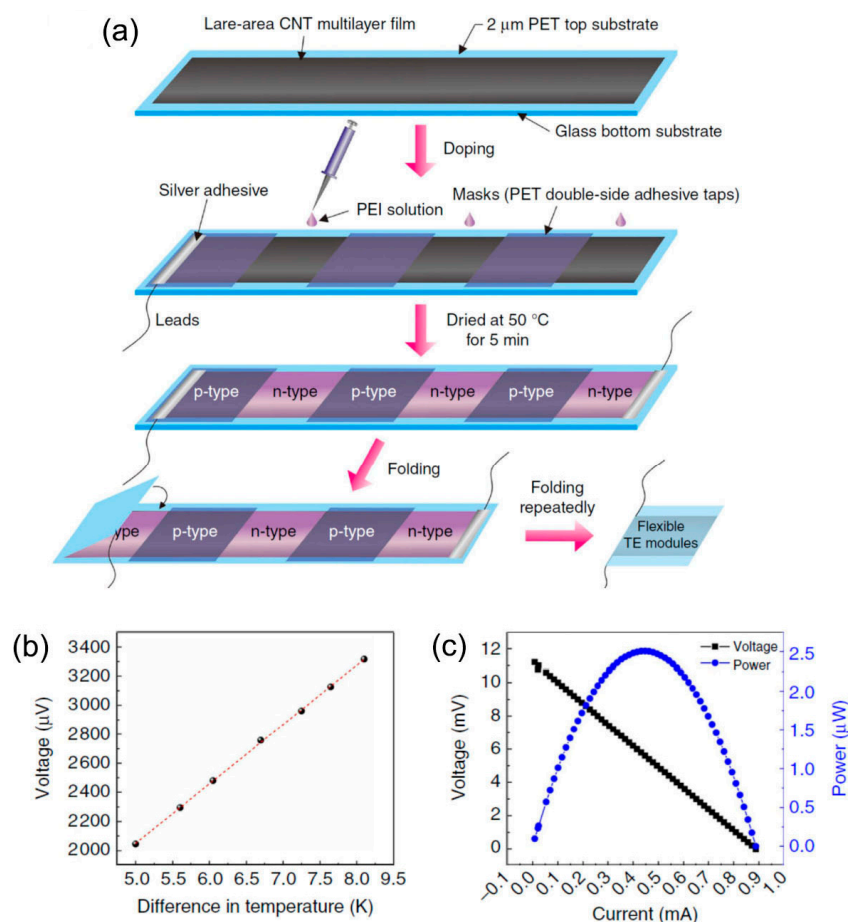 (a)
Lare-area CNT multilayer film
2 μm PET top substrate
Glass bottom substrate
Doping
Silver adhesive
PEI solution
Masks (PET double-side adhesive taps)
Leads
Dried at 50 °C
for 5 min
p-type n-type p-type n-type p-type n-type
Folding
Folding
repeatedly
type p-type n-type p-type n-type
Flexible
TE modules
(b)
Voltage (μV)
3400
3200
3000
2800
2600
2400
2200
2000
5.0 5.5 6.0 6.5 7.0 7.5 8.0 8.5 9.5
Difference in temperature (K)
(c)
Voltage (mV)
12
10
8
6
4
2
0
Voltage
Power
2.5
2.0
1.5
1.0
0.5
0.0
Power (μW)
−0.1 0.0 0.1 0.2 0.3 0.4 0.5 0.6 0.7 0.8 0.9 1.0
Current (mA)